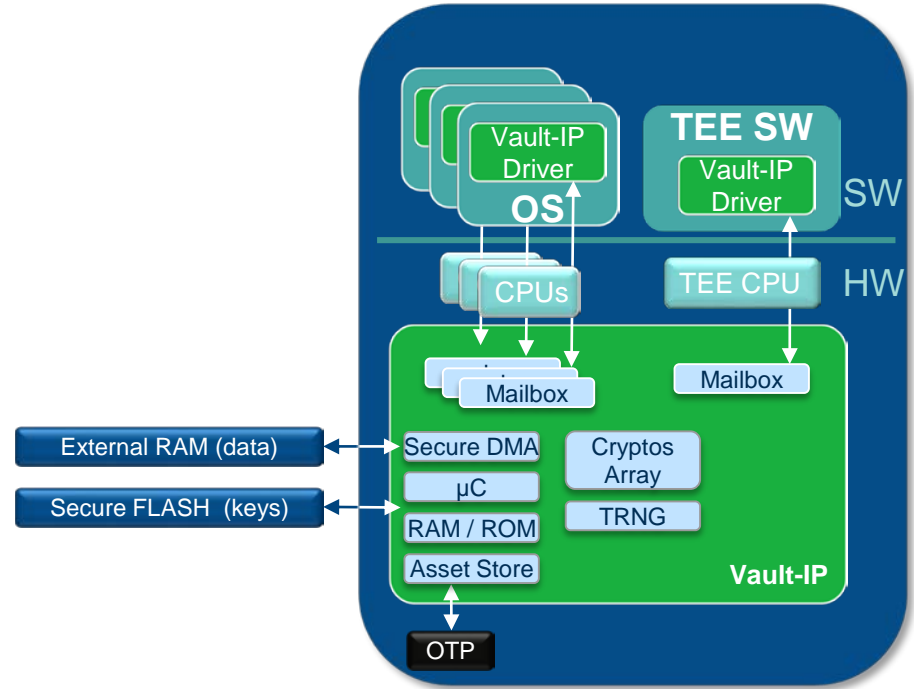 Vault-IP
Driver
OS
TEE SW
Vault-IP
Driver
SW
CPUs
TEE CPU
HW
Mailbox
Mailbox
External RAM (data)
Secure DMA
Cryptos
Array
µC
Secure FLASH (keys)
RAM / ROM
TRNG
Asset Store
Vault-IP
OTP